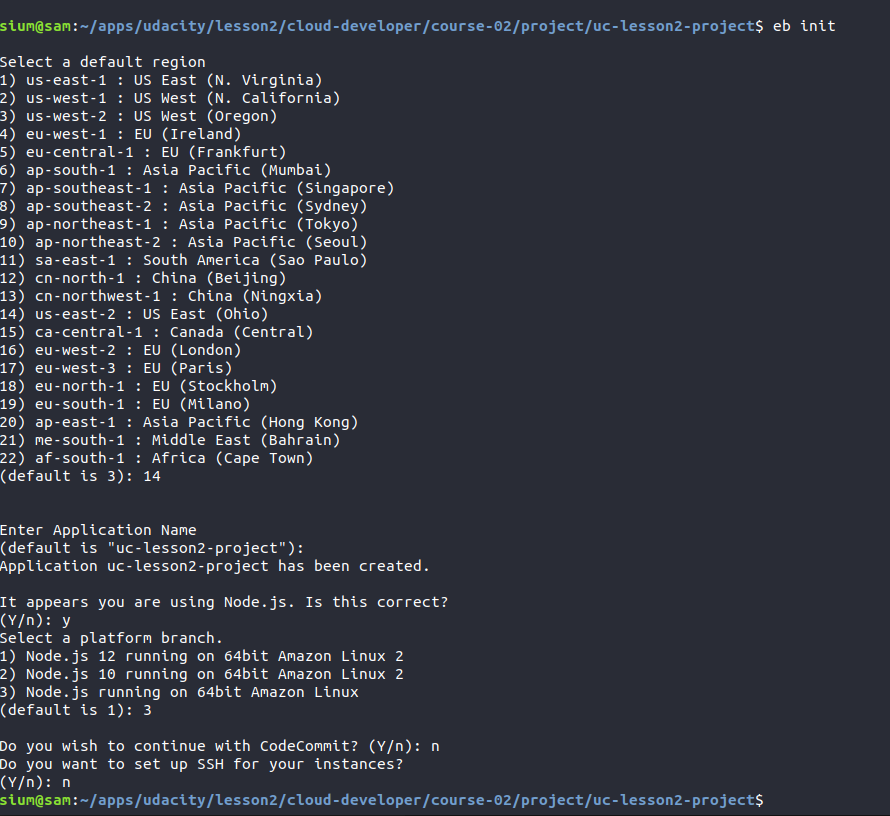 sium@sam:~/apps/udacity/lesson2/cloud-developer/course-02/project/uc-lesson2-project$ eb init
Select a default region
1) us-east-1 : US East (N. Virginia)
2) us-west-1 : US West (N. California)
3) us-west-2 : US West (Oregon)
4) eu-west-1 : EU (Ireland)
5) eu-central-1 : EU (Frankfurt)
6) ap-south-1 : Asia Pacific (Mumbai)
7) ap-southeast-1 : Asia Pacific (Singapore)
8) ap-southeast-2 : Asia Pacific (Sydney)
9) ap-northeast-1 : Asia Pacific (Tokyo)
10) ap-northeast-2 : Asia Pacific (Seoul)
11) sa-east-1 : South America (Sao Paulo)
12) cn-north-1 : China (Beijing)
13) cn-northwest-1 : China (Ningxia)
14) us-east-2 : US East (Ohio)
15) ca-central-1 : Canada (Central)
16) eu-west-2 : EU (London)
17) eu-west-3 : EU (Paris)
18) eu-north-1 : EU (Stockholm)
19) eu-south-1 : EU (Milano)
20) ap-east-1 : Asia Pacific (Hong Kong)
21) me-south-1 : Middle East (Bahrain)
22) af-south-1 : Africa (Cape Town)
(default is 3): 14
Enter Application Name
(default is "uc-lesson2-project"):
Application uc-lesson2-project has been created.
It appears you are using Node.js. Is this correct?
(Y/n): y
Select a platform branch.
1) Node.js 12 running on 64bit Amazon Linux 2
2) Node.js 10 running on 64bit Amazon Linux 2
3) Node.js running on 64bit Amazon Linux
(default is 1): 3
Do you wish to continue with CodeCommit? (Y/n): n
Do you want to set up SSH for your instances?
(Y/n): n
sium@sam:~/apps/udacity/lesson2/cloud-developer/course-02/project/uc-lesson2-project$